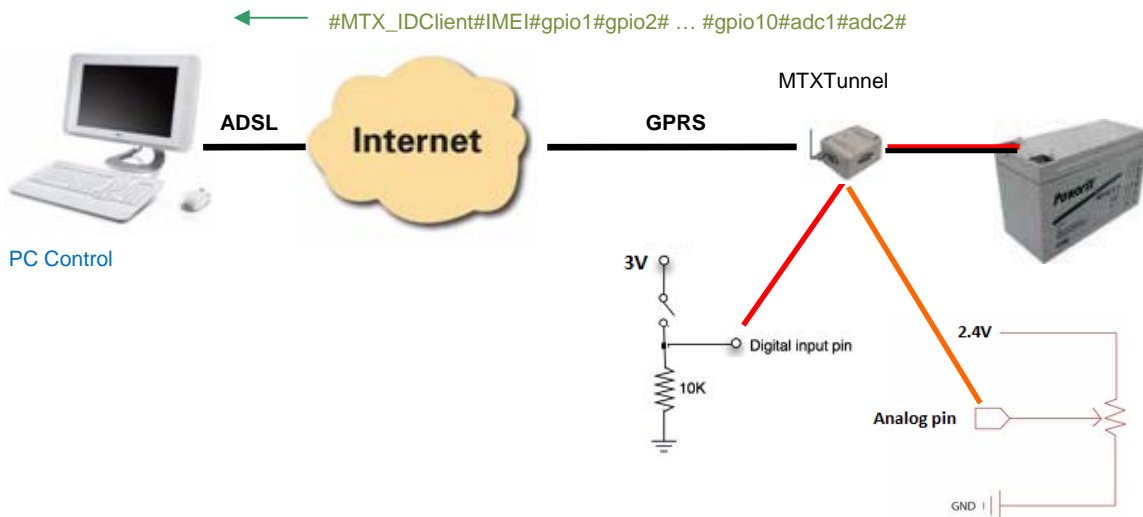 #MTX_IDClient#IMEI#gpio1#gpio2# … #gpio10#adc1#adc2#
MTXTunnel
ADSL
Internet
GPRS
PC Control
3V
Digital input pin
10K
2.4V
Analog pin
GND